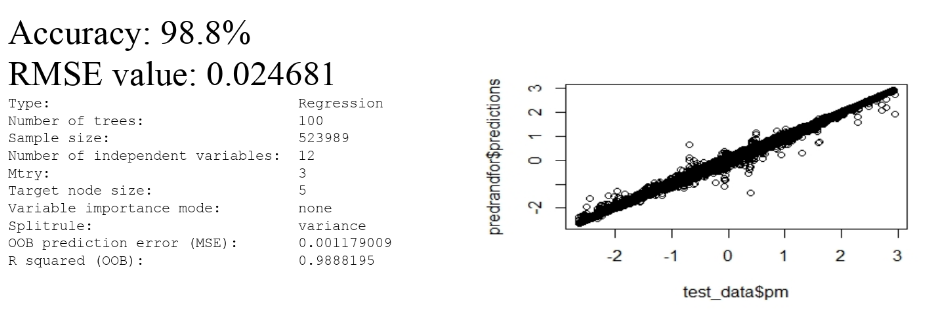 Accuracy: 98.8%
RMSE value: 0.024681
Type: Regression
Number of trees: 100
Sample size: 523989
Number of independent variables: 12
Mtry: 3
Target node size: 5
Variable importance mode: none
Splitrule: variance
OOB prediction error (MSE): 0.001179009
R squared (OOB): 0.9888195
predrandfor$predictions
3
2
1
0
-2
-2 -1 0 1 2 3
test_data$pm